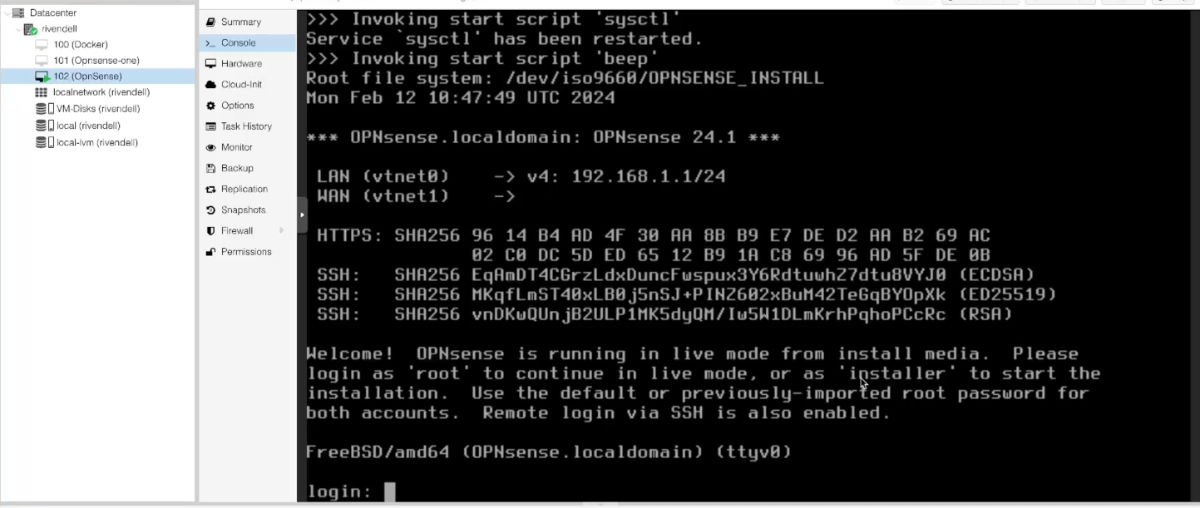 Datacenter
rivendell
100 (Docker)
101 (Opnsense-one)
102 (OpnSense)
localnetwork (rivendell)
VM-Disks (rivendell)
local (rivendell)
local-lvm (rivendell)
Summary
>_ Console
Hardware
Cloud-Init
Options
Task History
Monitor
Backup
Replication
Snapshots
Firewall
Permissions
>>> Invoking start script 'sysctl'
Service `sysctl' has been restarted.
>>> Invoking start script 'beep'
Root file system: /dev/iso9660/OPNSENSE_INSTALL
Mon Feb 12 10:47:49 UTC 2024
*** OPNsense.localdomain: OPNsense 24.1 ***
LAN (vtnet0) -> v4: 192.168.1.1/24
WAN (vtnet1) ->
HTTPS: SHA256 96 14 B4 AD 4F 30 AA 8B B9 E7 DE D2 AA B2 69 AC
02 C0 DC 5D ED 65 12 B9 1A C8 69 96 AD 5F DE 0B
SSH: SHA256 EqAmDT4CGrzLdxDuncFwspux3Y6Rdtuwh27dtu8VYJ0 (ECDSA)
SSH: SHA256 MKqfLmST40xLB0j5nSJ+PINZ602xBuM42TeGqBYOpXk (ED25519)
SSH: SHA256 vnDKwQUnjB2ULP1MK5dyQM/Iw5W1DLmKrhPqhoPCcRc (RSA)
Welcome! OPNsense is running in live mode from install media. Please
login as 'root' to continue in live mode, or as 'installer' to start the
installation. Use the default or previously-imported root password for
both accounts. Remote login via SSH is also enabled.
FreeBSD/amd64 (OPNsense.localdomain) (ttyv0)
login: